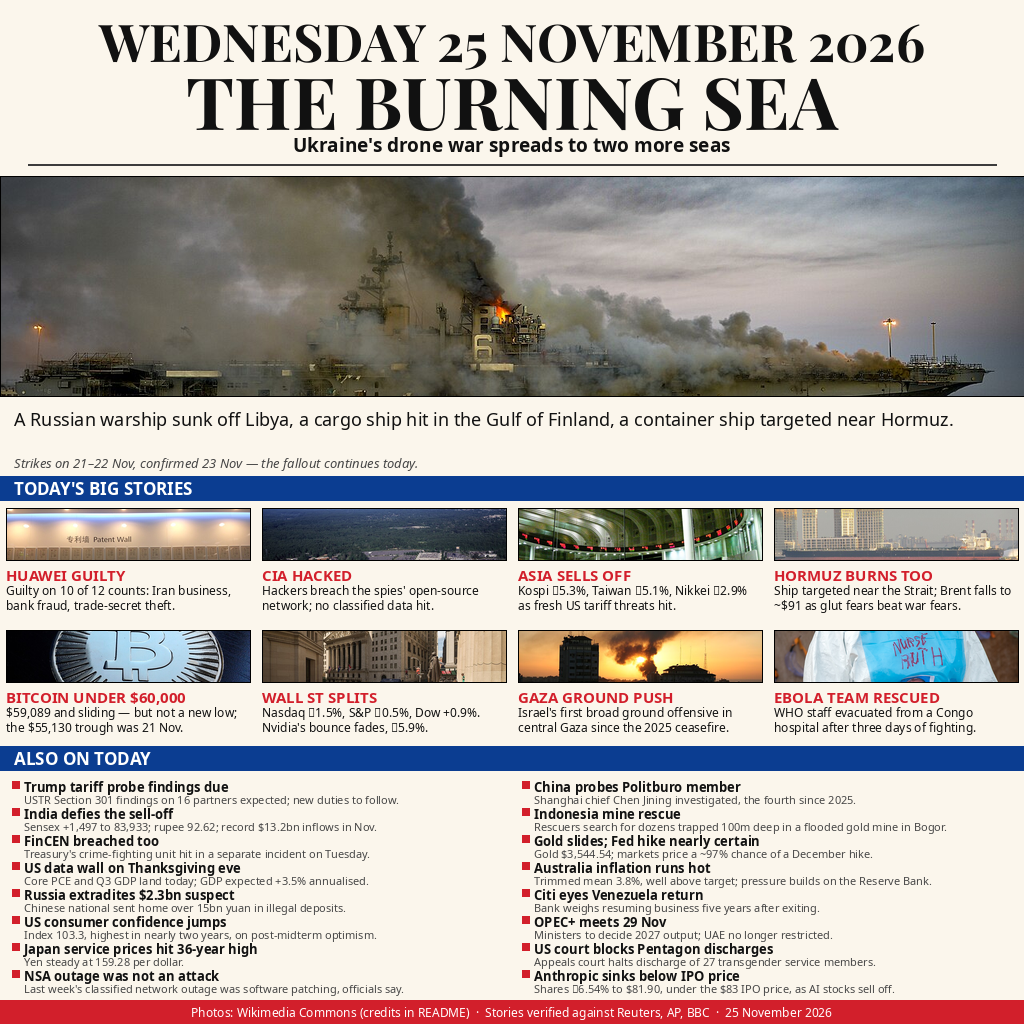 WEDNESDAY 25 NOVEMBER 2026
THE BURNING SEA
Ukraine's drone war spreads to two more seas
6
A Russian warship sunk off Libya, a cargo ship hit in the Gulf of Finland, a container ship targeted near Hormuz.
Strikes on 21–22 Nov, confirmed 23 Nov — the fallout continues today.
TODAY'S BIG STORIES
专利墙 Patent Wall
HUAWEI GUILTY
Guilty on 10 of 12 counts: Iran business,
bank fraud, trade-secret theft.
CIA HACKED
Hackers breach the spies' open-source
network; no classified data hit.
ASIA SELLS OFF
Kospi ▯5.3%, Taiwan ▯5.1%, Nikkei ▯2.9%
as fresh US tariff threats hit.
HORMUZ BURNS TOO
Ship targeted near the Strait; Brent falls to
~$91 as glut fears beat war fears.
BITCOIN UNDER $60,000
$59,089 and sliding — but not a new low;
the $55,130 trough was 21 Nov.
WALL ST SPLITS
Nasdaq ▯1.5%, S&P ▯0.5%, Dow +0.9%.
Nvidia's bounce fades, ▯5.9%.
GAZA GROUND PUSH
Israel's first broad ground offensive in
central Gaza since the 2025 ceasefire.
NURSE
RUTH
EBOLA TEAM RESCUED
WHO staff evacuated from a Congo
hospital after three days of fighting.
ALSO ON TODAY
Trump tariff probe findings due
USTR Section 301 findings on 16 partners expected; new duties to follow.
India defies the sell-off
Sensex +1,497 to 83,933; rupee 92.62; record $13.2bn inflows in Nov.
FinCEN breached too
Treasury's crime-fighting unit hit in a separate incident on Tuesday.
US data wall on Thanksgiving eve
Core PCE and Q3 GDP land today; GDP expected +3.5% annualised.
Russia extradites $2.3bn suspect
Chinese national sent home over 15bn yuan in illegal deposits.
US consumer confidence jumps
Index 103.3, highest in nearly two years, on post-midterm optimism.
Japan service prices hit 36-year high
Yen steady at 159.28 per dollar.
NSA outage was not an attack
Last week's classified network outage was software patching, officials say.
China probes Politburo member
Shanghai chief Chen Jining investigated, the fourth since 2025.
Indonesia mine rescue
Rescuers search for dozens trapped 100m deep in a flooded gold mine in Bogor.
Gold slides; Fed hike nearly certain
Gold $3,544.54; markets price a ~97% chance of a December hike.
Australia inflation runs hot
Trimmed mean 3.8%, well above target; pressure builds on the Reserve Bank.
Citi eyes Venezuela return
Bank weighs resuming business five years after exiting.
OPEC+ meets 29 Nov
Ministers to decide 2027 output; UAE no longer restricted.
US court blocks Pentagon discharges
Appeals court halts discharge of 27 transgender service members.
Anthropic sinks below IPO price
Shares ▯6.54% to $81.90, under the $83 IPO price, as AI stocks sell off.
Photos: Wikimedia Commons (credits in README) · Stories verified against Reuters, AP, BBC · 25 November 2026